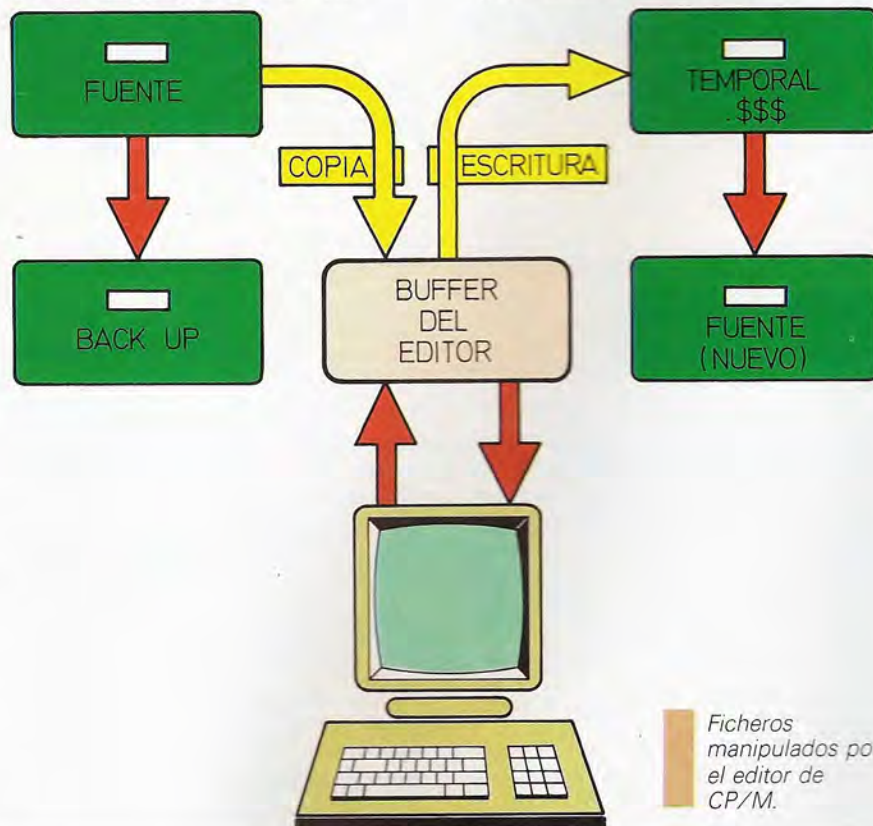 FUENTE
TEMPORAL
.$$$
COPIA
ESCRITURA
BACK UP
BUFFER
DEL
EDITOR
FUENTE
(NUEVO)
Ficheros
manipulados po
el editor de
CP/M.